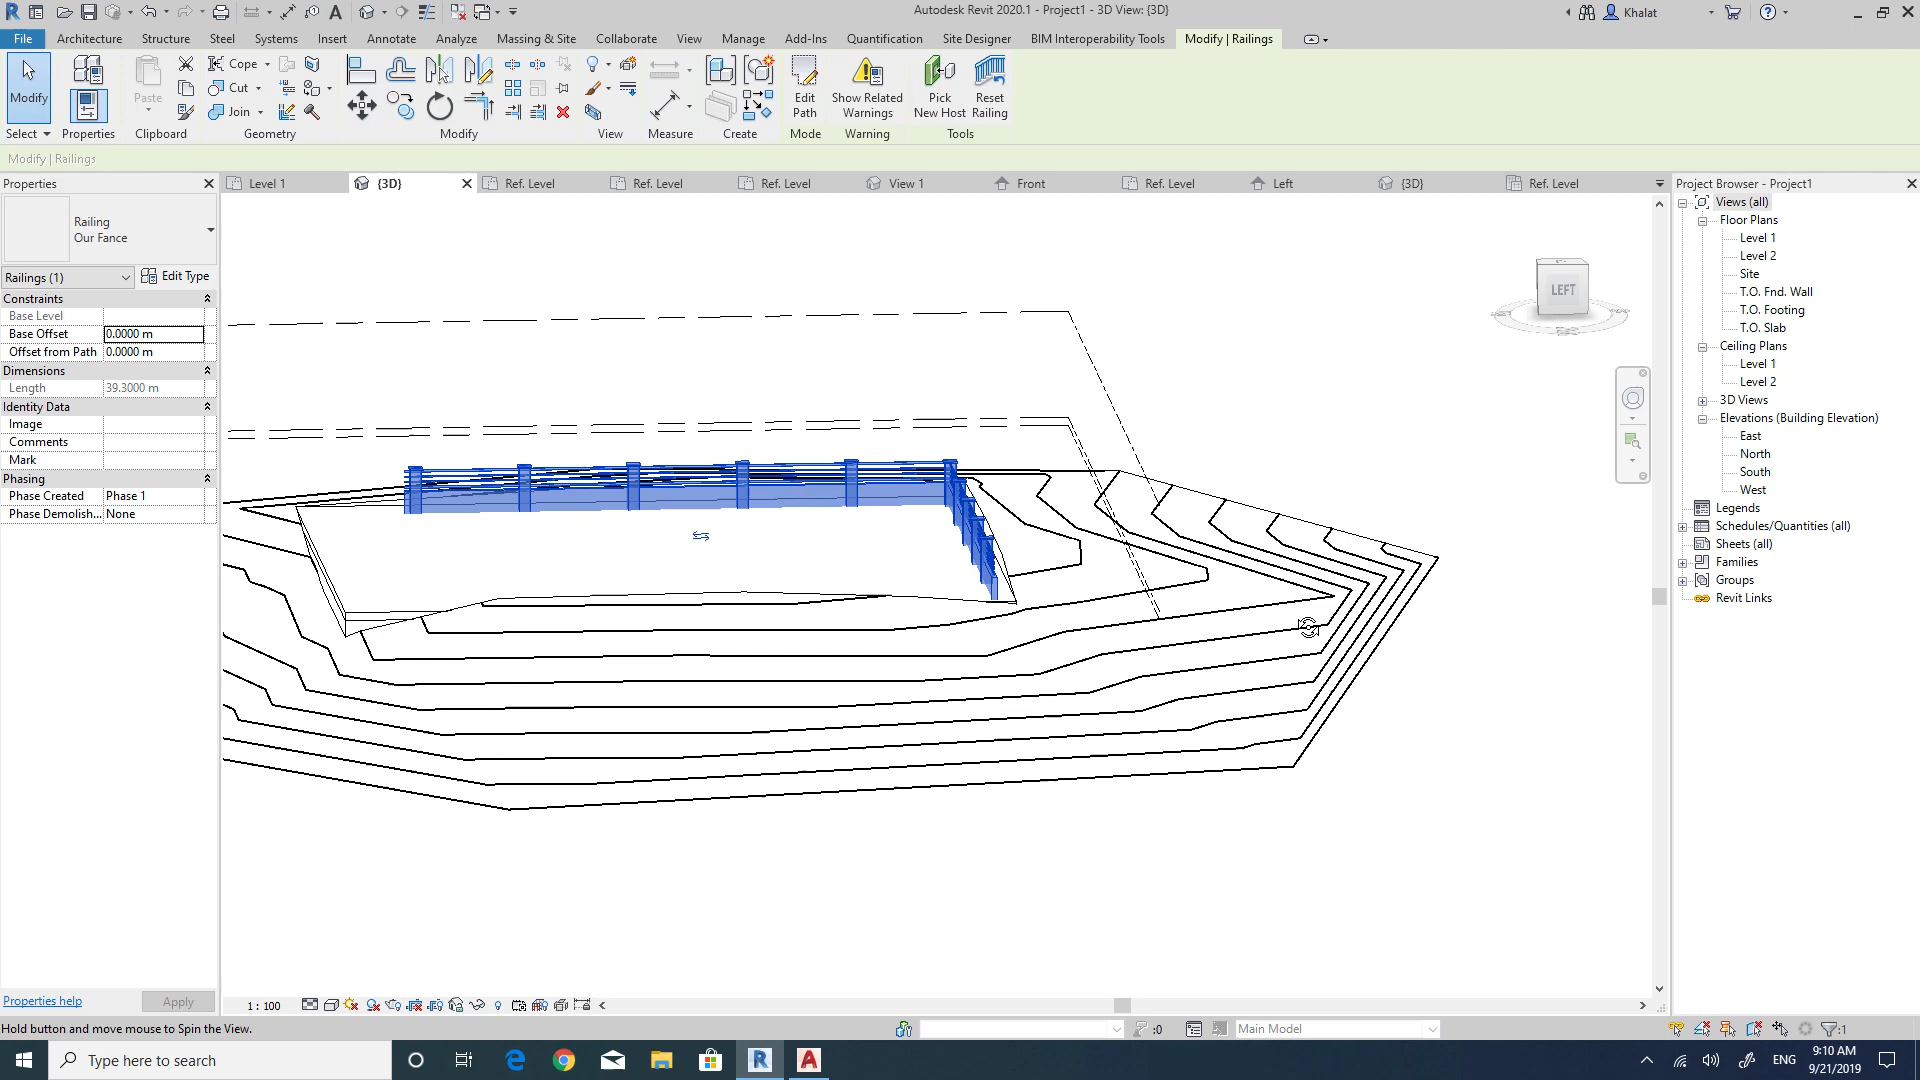 Autodesk Revit 2020.1 - Project1 - 3D View: {3D}
Khalat
File Architecture Structure Steel Systems Insert Annotate Analyze Massing & Site Collaborate View Manage Add-Ins Quantification Site Designer BIM Interoperability Tools Modify | Railings
Modify
Paste
Cope
Cut
Join
Edit Path
Show Related Warnings
Pick New Host
Reset Railing
Select Properties Clipboard Geometry Modify View Measure Create Mode Warning Tools
Modify | Railings
Properties
Level 1 {3D} Ref. Level Ref. Level Ref. Level View 1 Front Ref. Level Left {3D} Ref. Level
Project Browser - Project1
Railing
Our Fance
Railings (1) Edit Type
Constraints
Base Level
Base Offset 0.0000 m
Offset from Path 0.0000 m
Dimensions
Length 39.3000 m
Identity Data
Image
Comments
Mark
Phasing
Phase Created Phase 1
Phase Demolish... None
LEFT
Views (all)
Floor Plans
Level 1
Level 2
Site
T.O. Fnd. Wall
T.O. Footing
T.O. Slab
Ceiling Plans
Level 1
Level 2
3D Views
Elevations (Building Elevation)
East
North
South
West
Legends
Schedules/Quantities (all)
Sheets (all)
Families
Groups
Revit Links
Properties help Apply
1 : 100
Hold button and move mouse to Spin the View.
:0
Main Model
:1
Type here to search
ENG
9:10 AM
9/21/2019